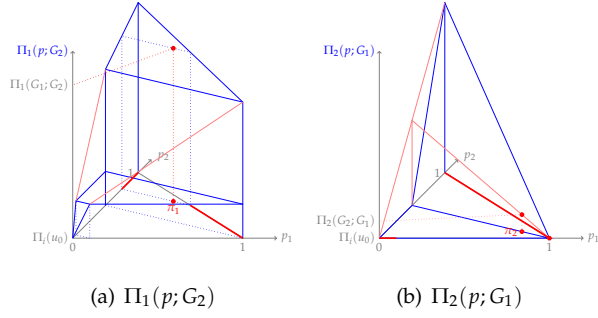 Π₁(p; G₂)
Π₁(G₁; G₂)
1
p₂
π₁
Πᵢ(u₀)
0
1
p₁
(a) Π₁(p; G₂)
Π₂(p; G₁)
1
p₂
Π₂(G₂; G₁)
π₂
Πᵢ(u₀)
0
1
p₁
(b) Π₂(p; G₁)